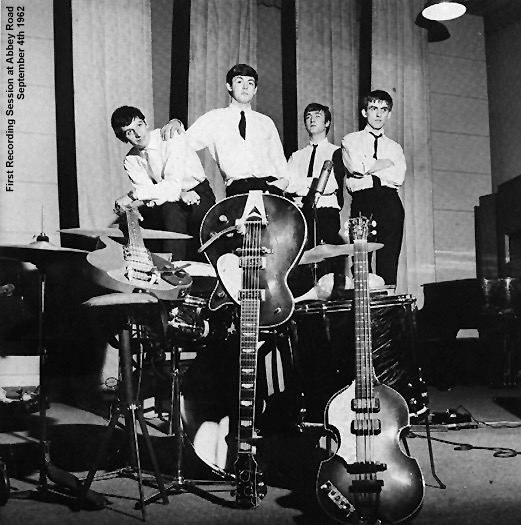 First Recording Session at Abbey Road
September 4th 1962